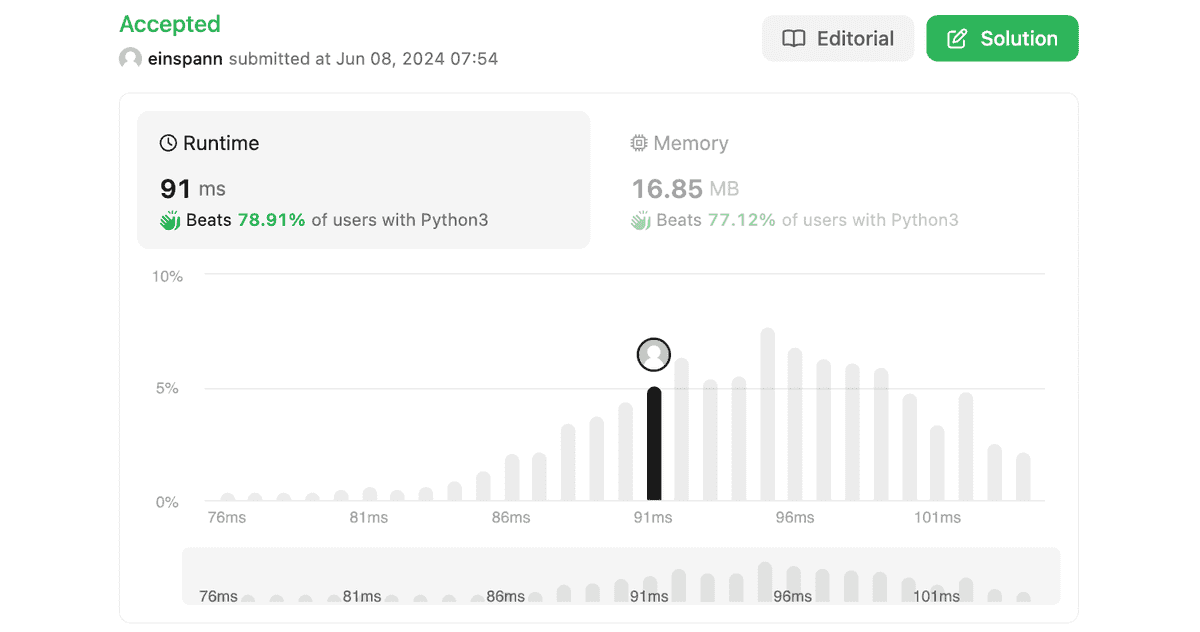 Accepted
einspann submitted at Jun 08, 2024 07:54
Editorial
Solution
Runtime
91 ms
Beats 78.91% of users with Python3
Memory
16.85 MB
Beats 77.12% of users with Python3
10%
5%
0%
76ms 81ms 86ms 91ms 96ms 101ms
76ms 81ms 86ms 91ms 96ms 101ms